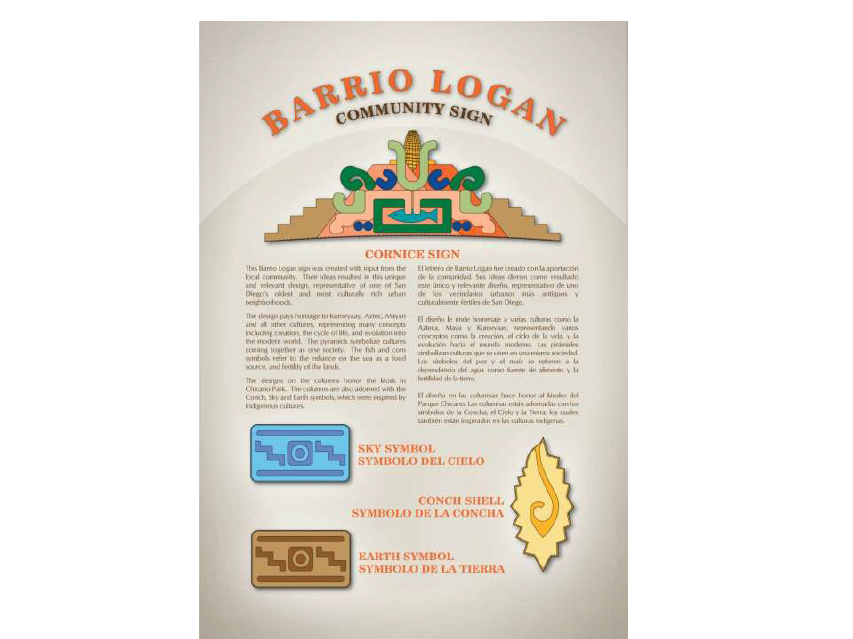 BARRIO LOGAN
COMMUNITY SIGN
CORNICE SIGN
This Barrio Logan sign was created with input from the
local community. Their ideas resulted in this unique
and relevant design, representative of one of San
Diego's oldest and most culturally rich urban
neighborhoods.
The design pays homage to Kumeyaay, Aztec, Mayan
and all other cultures, representing many concepts
including creation, the cycle of life, and evolution into
the modern world. The pyramids symbolize cultures
coming together as one society. The fish and corn
symbols refer to the reliance on the sea as a food
source, and fertility of the lands.
The designs on the columns honor the kiosk in
Chicano Park. The columns are also adorned with the
Conch, Sky and Earth symbols, which were inspired by
indigenous cultures.
El letrero de Barrio Logan fue creado con la aportación
de la comunidad. Sus ideas dieron como resultado
este único y relevante diseño, representativo de uno
de los vecindarios urbanos más antiguos y
culturalmente fértiles de San Diego.
El diseño le rinde homenaje a varias culturas como la
Azteca, Maya y Kumeyaay, representando varios
conceptos como la creación, el ciclo de la vida, y la
evolución hacia el mundo moderno. Las pirámides
simbolizan culturas que se unen en una misma sociedad.
Los símbolos del pez y el maíz se refieren a la
dependencia del agua como fuente de alimento y la
fertilidad de la tierra.
El diseño en las columnas hace honor al kiosko del
Parque Chicano. Las columnas están adornadas con los
símbolos de la Concha, el Cielo y la Tierra, los cuales
también están inspirados en las culturas indígenas.
SKY SYMBOL
SYMBOLO DEL CIELO
CONCH SHELL
SYMBOLO DE LA CONCHA
EARTH SYMBOL
SYMBOLO DE LA TIERRA